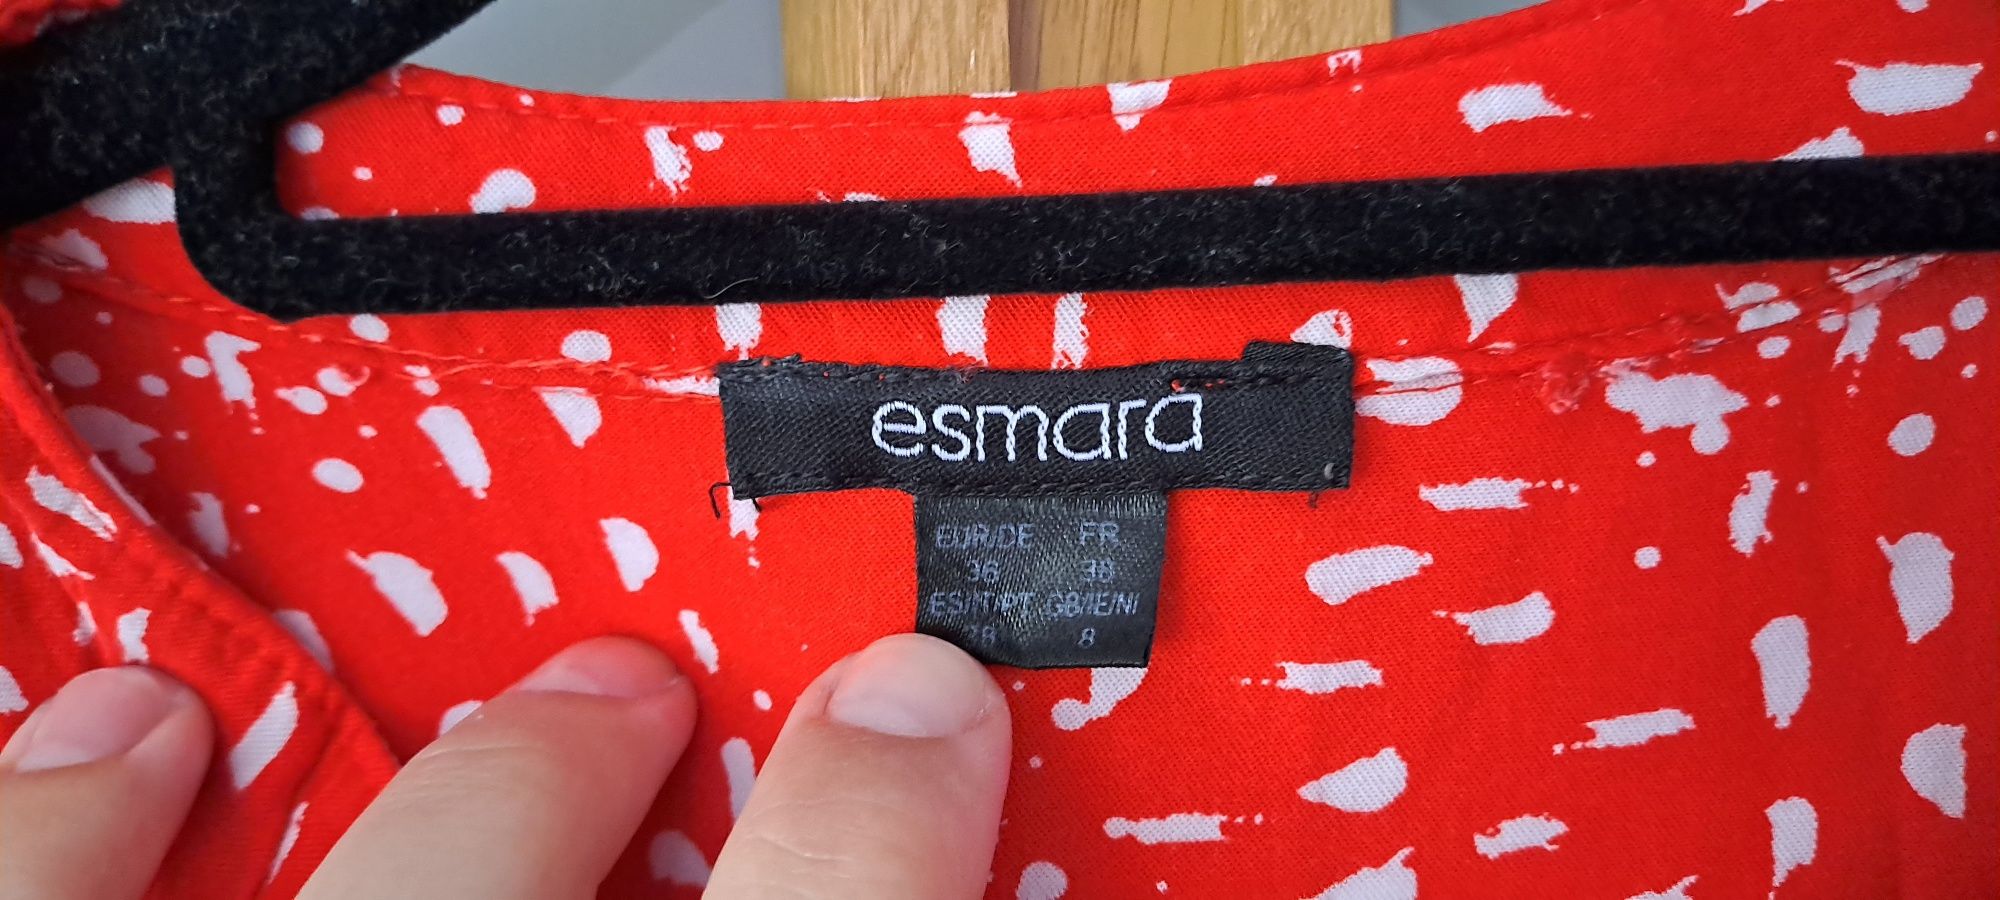 esmara
EUR/DE FR
36 38
ES/IT/PT GB/IE/NI
8